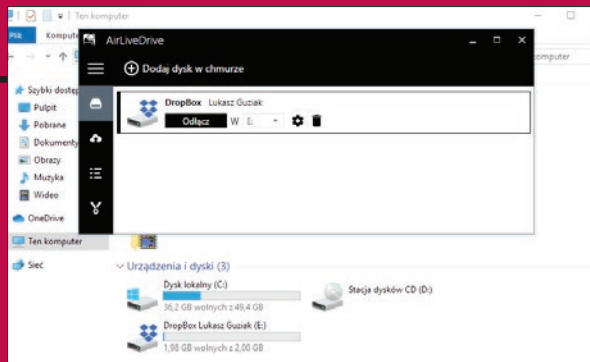 Ten komputer
Plik
AirLiveDrive
komputer
Dodaj dysk w chmurze
Szybki dostęp
Pulpit
Pobrane
Dokumenty
Obrazy
Muzyka
Wideo
OneDrive
Ten komputer
Sieć
DropBox Lukasz Guziak
Odłącz W E:
Urządzenia i dyski (3)
Dysk lokalny (C:)
36,2 GB wolnych z 49,4 GB
Stacja dysków CD (D:)
DropBox Lukasz Guziak (E:)
1,98 GB wolnych z 2,00 GB